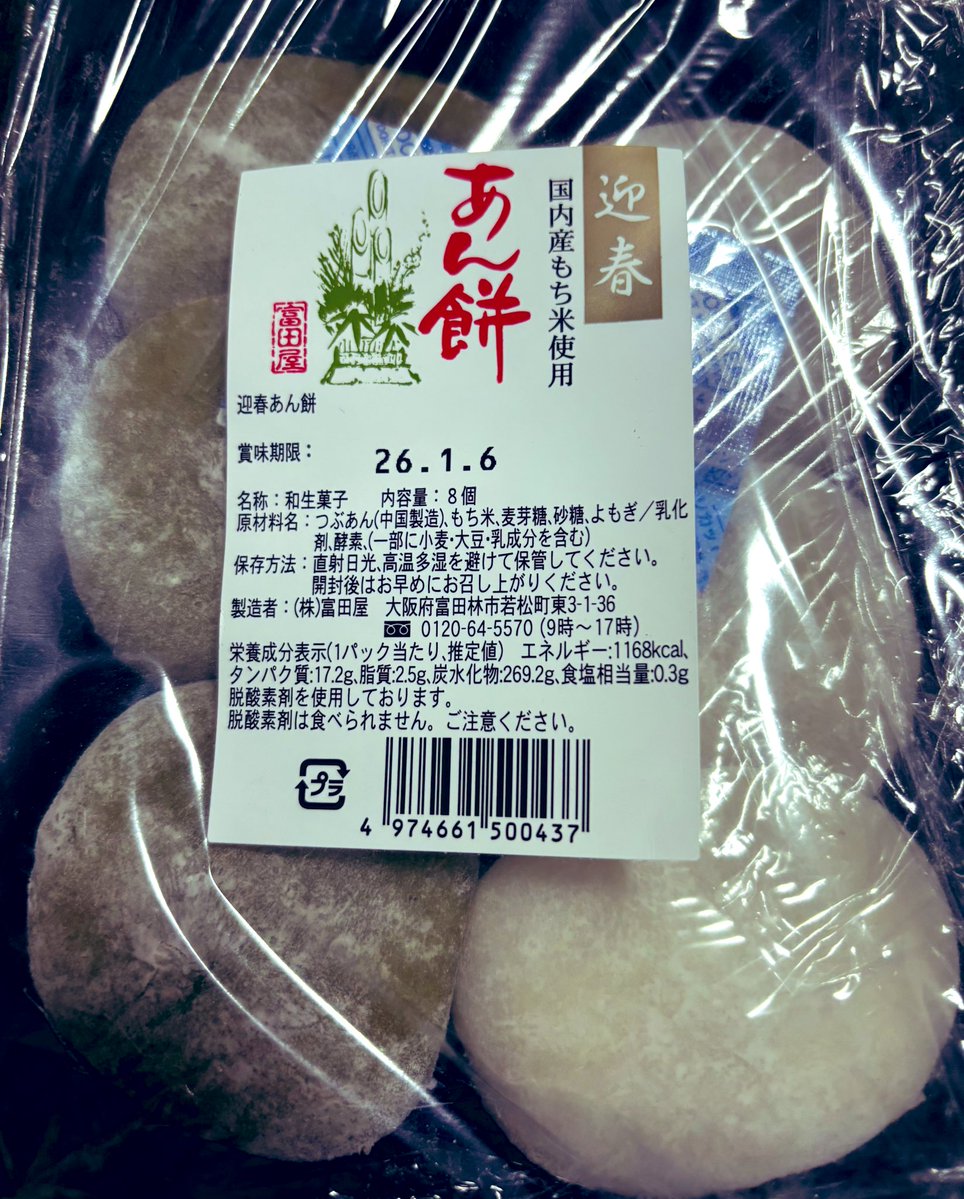 迎春
国内産もち米使用
あん餅
富田屋
迎春あん餅
賞味期限：
26.1.6
名称：和生菓子　内容量：8個
原材料名：つぶあん(中国製造)、もち米、麦芽糖、砂糖、よもぎ／乳化
剤、酵素、(一部に小麦・大豆・乳成分を含む)
保存方法：直射日光、高温多湿を避けて保管してください。
開封後はお早めにお召し上がりください。
製造者：(株)富田屋　大阪府富田林市若松町東3-1-36
0120-64-5570 (9時～17時)
栄養成分表示(1パック当たり、推定値)　エネルギー:1168kcal、
タンパク質:17.2g、脂質:2.5g、炭水化物:269.2g、食塩相当量:0.3g
脱酸素剤を使用しております。
脱酸素剤は食べられません。ご注意ください。
プラ
4 974661 500437